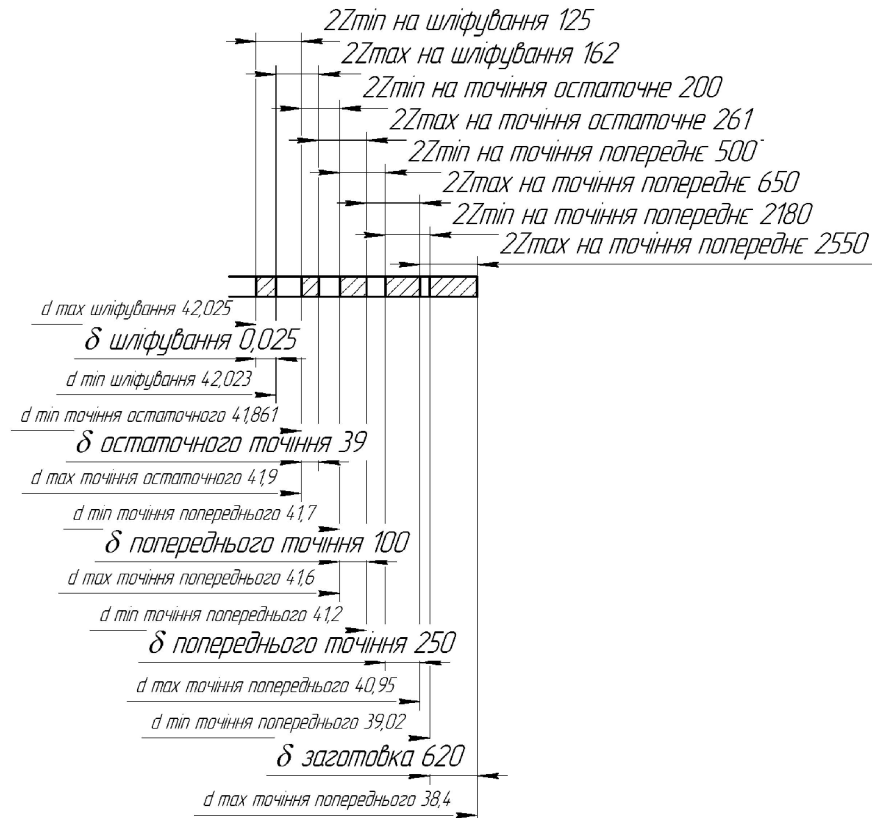 2Zmin на шліфування 125
2Zmax на шліфування 162
2Zmin на точіння остаточне 200
2Zmax на точіння остаточне 261
2Zmin на точіння попереднє 500
2Zmax на точіння попереднє 650
2Zmin на точіння попереднє 2180
2Zmax на точіння попереднє 2550
d max шліфування 42,025
δ шліфування 0,025
d min шліфування 42,023
d min точіння остаточного 41,861
δ остаточного точіння 39
d max точіння остаточного 41,9
d min точіння попереднього 41,7
δ попереднього точіння 100
d max точіння попереднього 41,6
d min точіння попереднього 41,2
δ попереднього точіння 250
d max точіння попереднього 40,95
d min точіння попереднього 39,02
δ заготовка 620
d max точіння попереднього 38,4